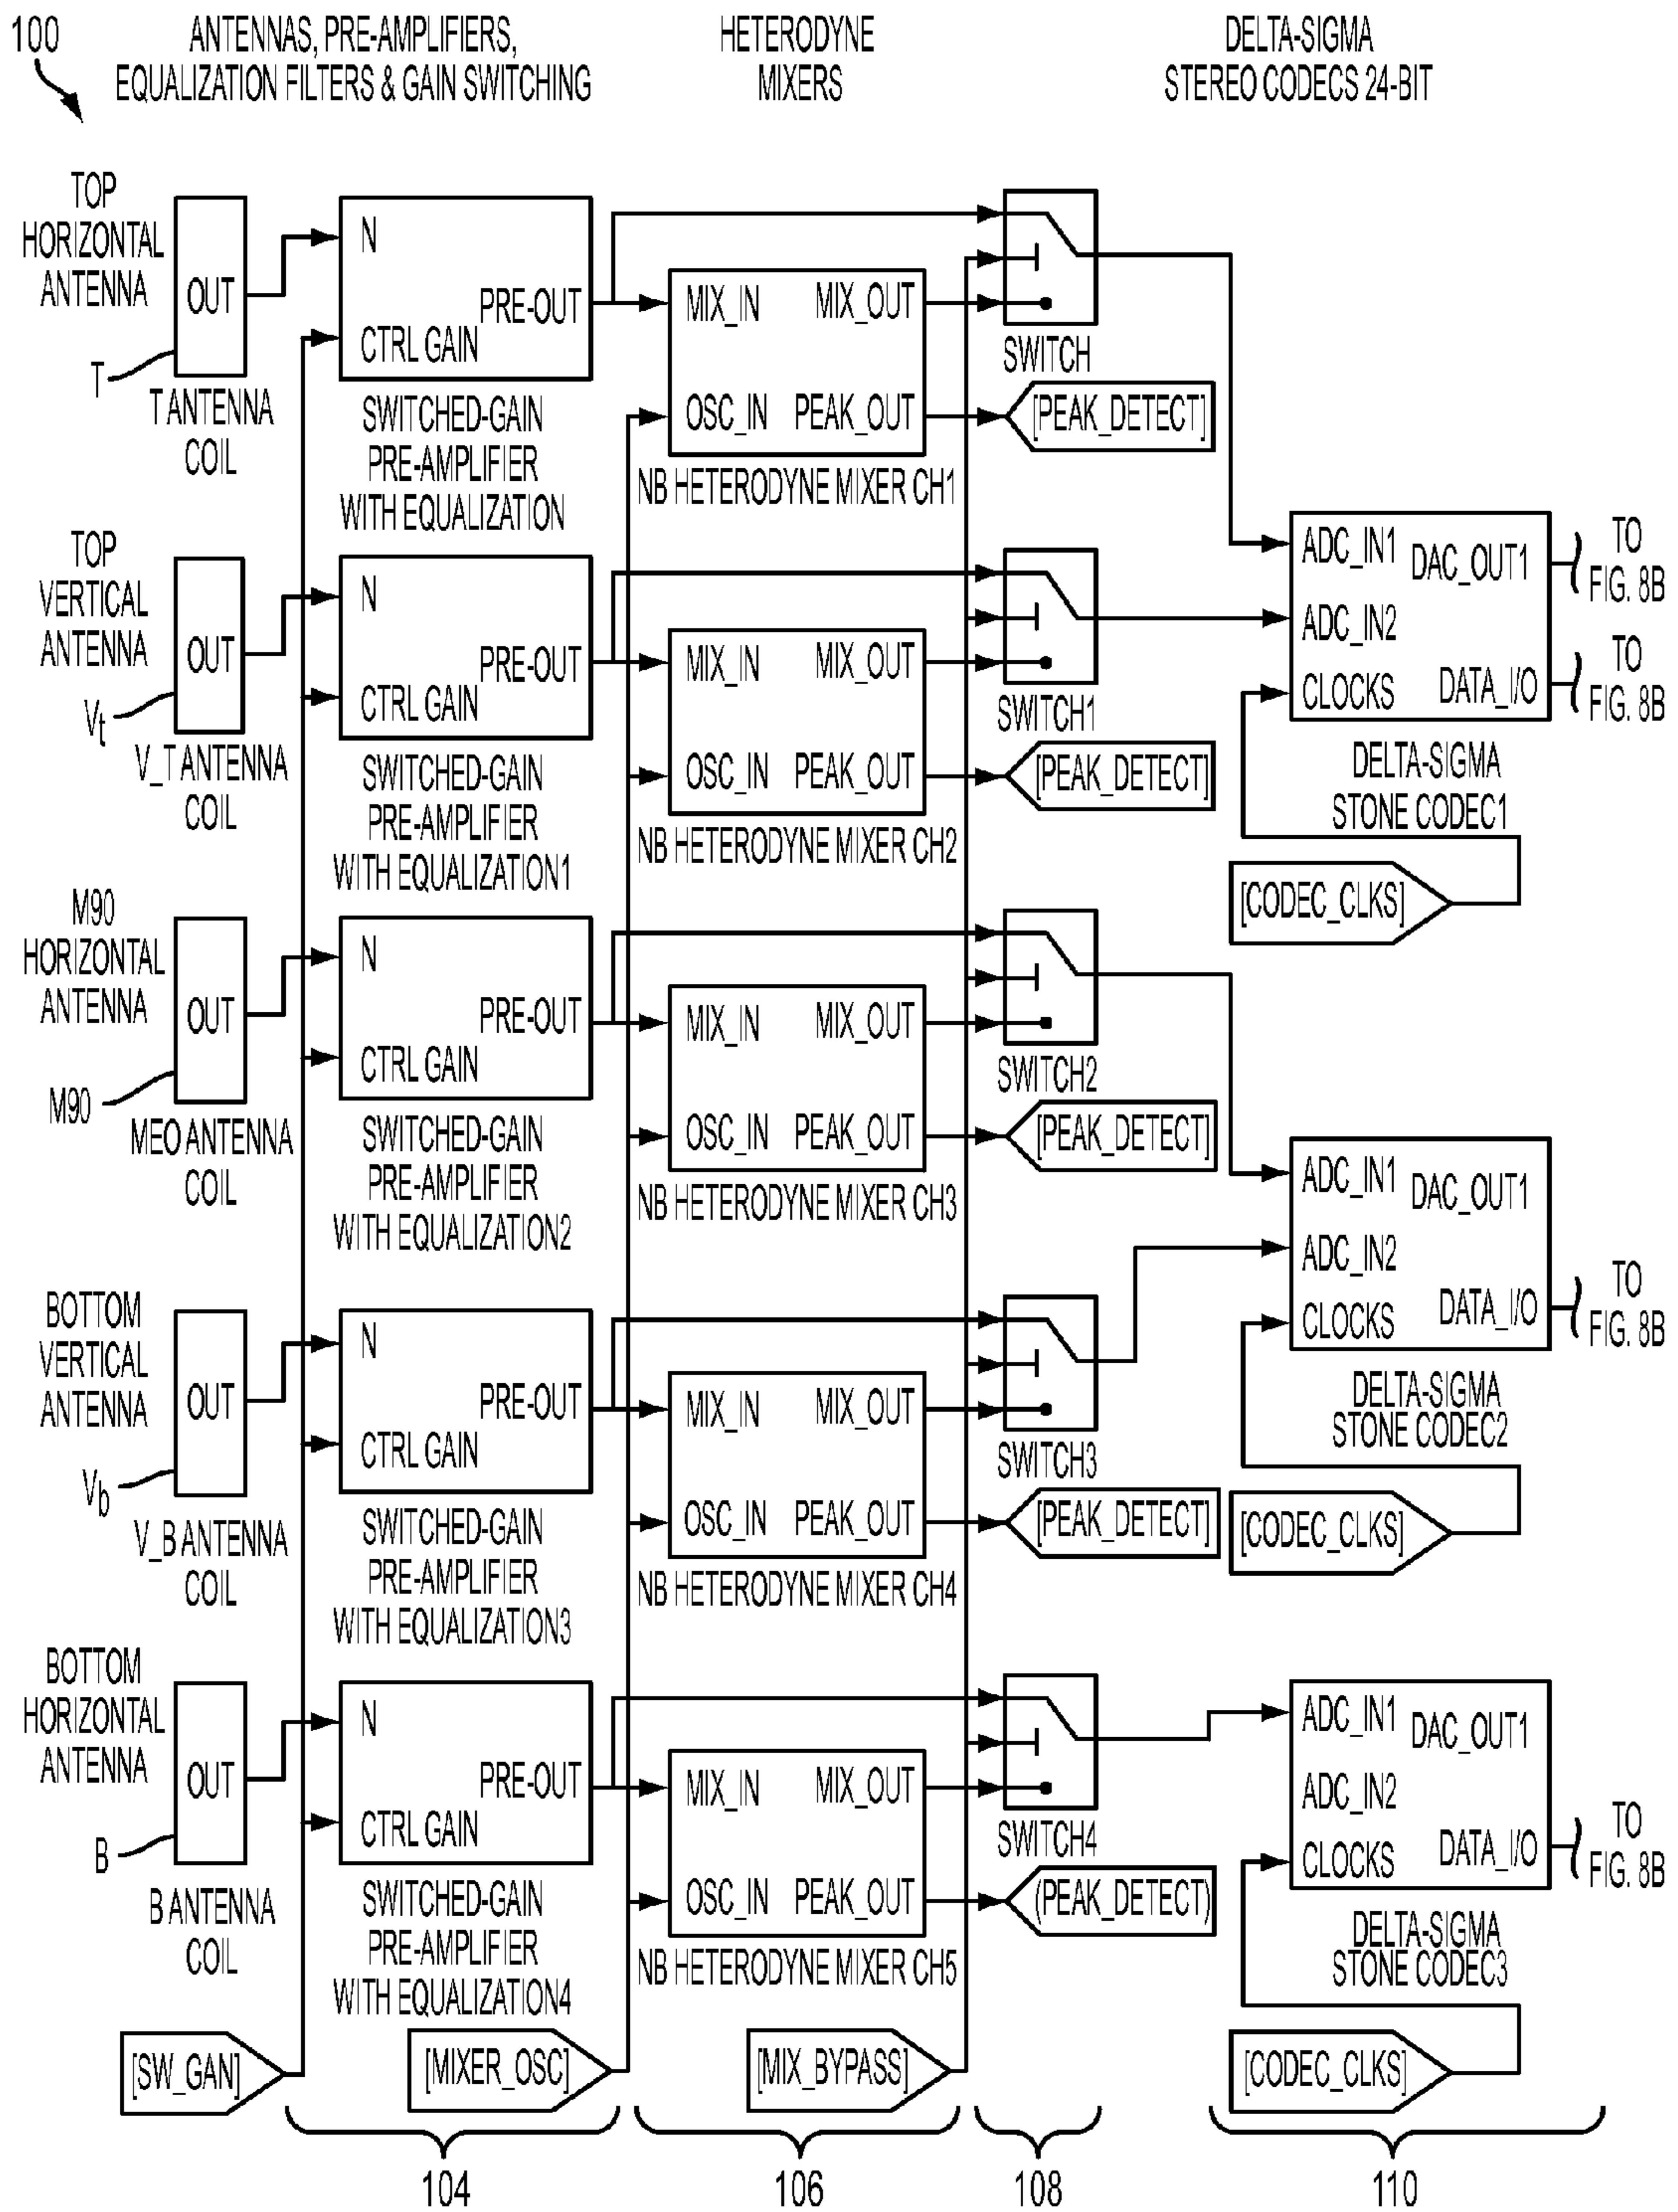 100
ANTENNAS, PRE-AMPLIFIERS,
EQUALIZATION FILTERS & GAIN SWITCHING
HETERODYNE
MIXERS
DELTA-SIGMA
STEREO CODECS 24-BIT
TOP
HORIZONTAL
ANTENNA
OUT
T
T ANTENNA
COIL
N
PRE-OUT
CTRL GAIN
SWITCHED-GAIN
PRE-AMPLIFIER
WITH EQUALIZATION
MIX_IN
MIX_OUT
OSC_IN
PEAK_OUT
NB HETERODYNE MIXER CH1
SWITCH
[PEAK_DETECT]
TOP
VERTICAL
ANTENNA
OUT
Vt
V_T ANTENNA
COIL
N
PRE-OUT
CTRL GAIN
SWITCHED-GAIN
PRE-AMPLIFIER
WITH EQUALIZATION1
MIX_IN
MIX_OUT
OSC_IN
PEAK_OUT
NB HETERODYNE MIXER CH2
SWITCH1
[PEAK_DETECT]
ADC_IN1
DAC_OUT1
ADC_IN2
CLOCKS
DATA_I/O
TO
FIG. 8B
TO
FIG. 8B
DELTA-SIGMA
STONE CODEC1
[CODEC_CLKS]
M90
HORIZONTAL
ANTENNA
OUT
M90
MEO ANTENNA
COIL
N
PRE-OUT
CTRL GAIN
SWITCHED-GAIN
PRE-AMPLIFIER
WITH EQUALIZATION2
MIX_IN
MIX_OUT
OSC_IN
PEAK_OUT
NB HETERODYNE MIXER CH3
SWITCH2
[PEAK_DETECT]
ADC_IN1
DAC_OUT1
ADC_IN2
CLOCKS
DATA_I/O
TO
FIG. 8B
DELTA-SIGMA
STONE CODEC2
[CODEC_CLKS]
BOTTOM
VERTICAL
ANTENNA
OUT
Vb
V_B ANTENNA
COIL
N
PRE-OUT
CTRL GAIN
SWITCHED-GAIN
PRE-AMPLIFIER
WITH EQUALIZATION3
MIX_IN
MIX_OUT
OSC_IN
PEAK_OUT
NB HETERODYNE MIXER CH4
SWITCH3
[PEAK_DETECT]
BOTTOM
HORIZONTAL
ANTENNA
OUT
B
B ANTENNA
COIL
N
PRE-OUT
CTRL GAIN
SWITCHED-GAIN
PRE-AMPLIFIER
WITH EQUALIZATION4
MIX_IN
MIX_OUT
OSC_IN
PEAK_OUT
NB HETERODYNE MIXER CH5
SWITCH4
(PEAK_DETECT)
ADC_IN1
DAC_OUT1
ADC_IN2
CLOCKS
DATA_I/O
TO
FIG. 8B
DELTA-SIGMA
STONE CODEC3
[SW_GAN]
[MIXER_OSC]
[MIX_BYPASS]
[CODEC_CLKS]
104
106
108
110